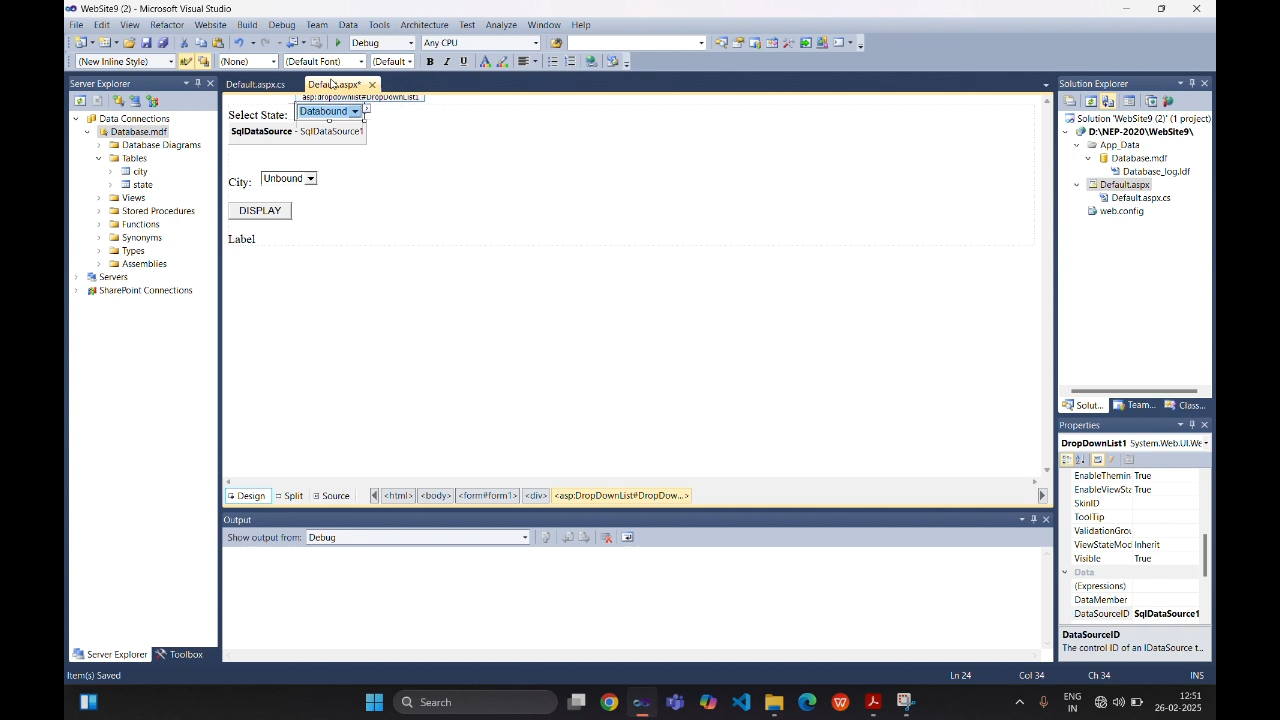 WebSite9 (2) - Microsoft Visual Studio
File Edit View Refactor Website Build Debug Team Data Tools Architecture Test Analyze Window Help
Debug Any CPU
(New Inline Style) (None) (Default Font) (Default B I U A
Server Explorer
Data Connections
Database.mdf
Database Diagrams
Tables
city
state
Views
Stored Procedures
Functions
Synonyms
Types
Assemblies
Servers
SharePoint Connections
Server Explorer Toolbox
Default.aspx.cs Default.aspx*
asp:dropdownlist#DropDownList1
Select State: Databound
SqlDataSource - SqlDataSource1
City: Unbound
DISPLAY
Label
Design Split Source <html> <body> <form#form1> <div> <asp:DropDownList#DropDow...>
Output
Show output from: Debug
Solution Explorer
Solution 'WebSite9 (2)' (1 project)
D:\NEP-2020\WebSite9\
App_Data
Database.mdf
Database_log.ldf
Default.aspx
Default.aspx.cs
web.config
Solut... Team... Class...
Properties
DropDownList1 System.Web.UI.We
EnableThemin True
EnableViewSta True
SkinID
ToolTip
ValidationGrou
ViewStateMod Inherit
Visible True
Data
(Expressions)
DataMember
DataSourceID SqlDataSource1
DataSourceID
The control ID of an IDataSource t...
Item(s) Saved Ln 24 Col 34 Ch 34 INS
Search
ENG
IN
12:51
26-02-2025